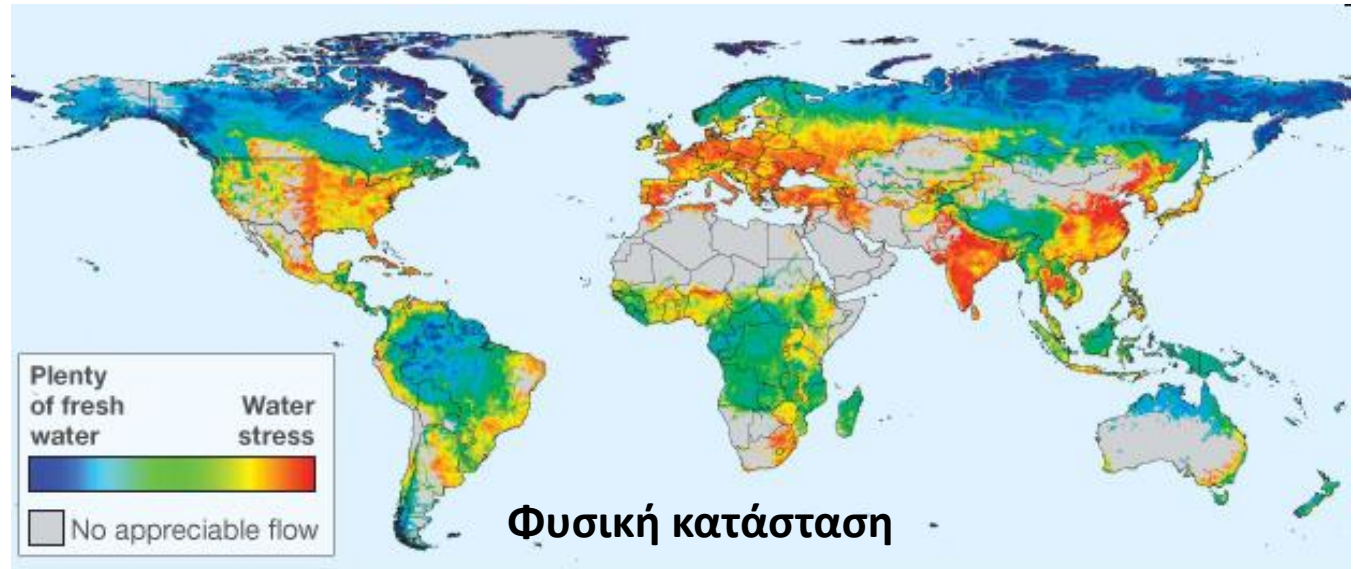 Plenty
of fresh
water
Water
stress
No appreciable flow
Φυσική κατάσταση